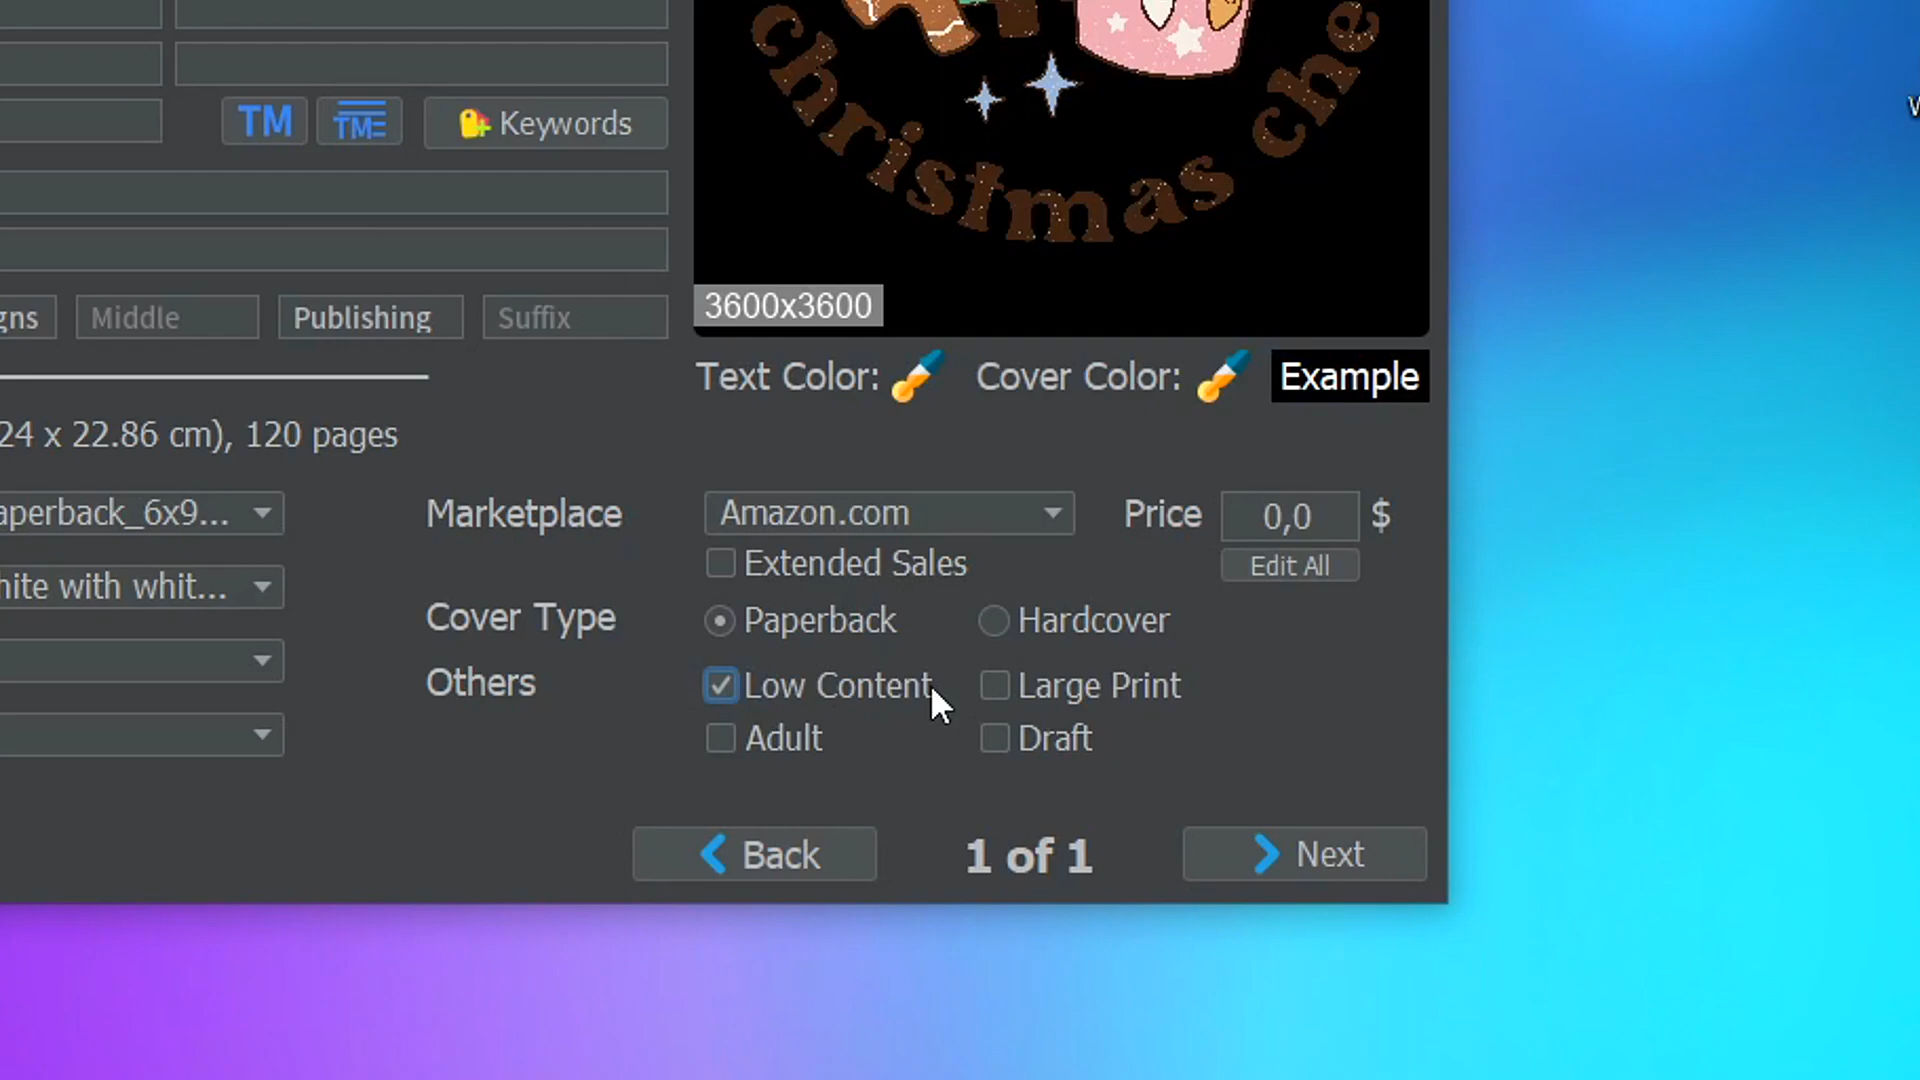 christmas che
TM TM Keywords
3600x3600
gns Middle Publishing Suffix
Text Color: Cover Color: Example
24 x 22.86 cm), 120 pages
aperback_6x9... Marketplace Amazon.com Price 0,0 $
Extended Sales Edit All
hite with whit...
Cover Type Paperback Hardcover
Others Low Content Large Print
Adult Draft
Back 1 of 1 Next